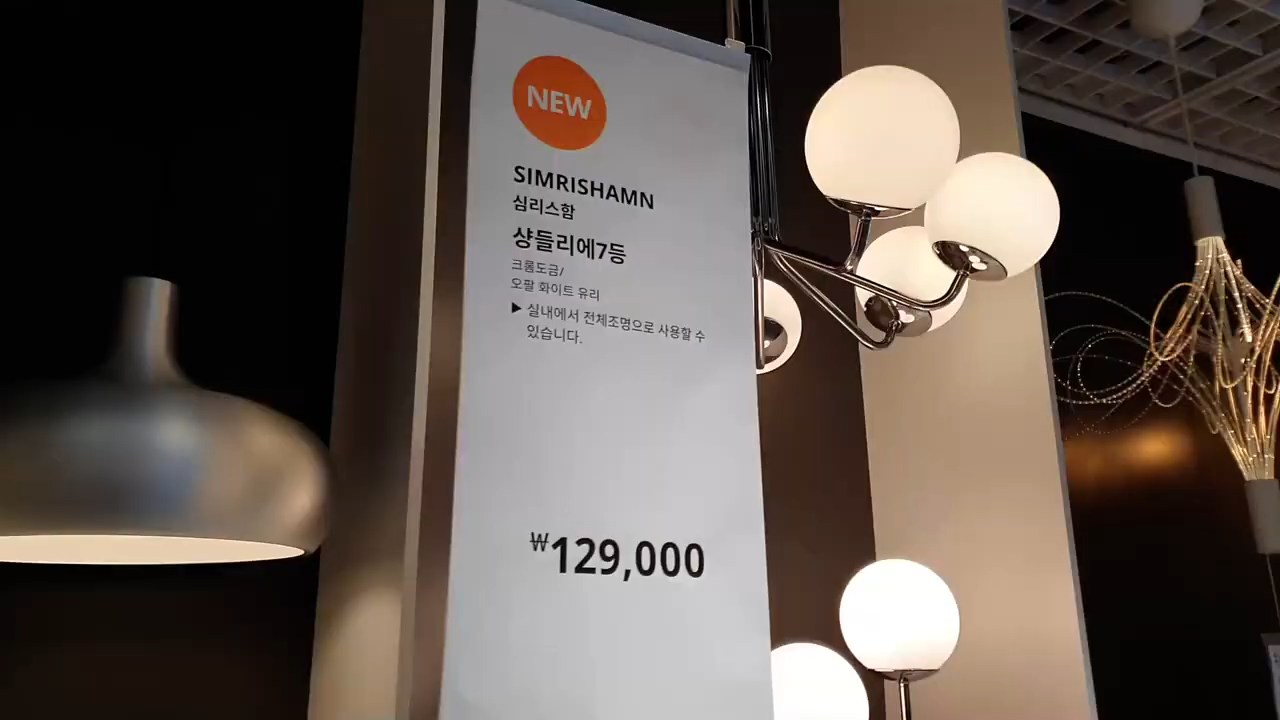 NEW
SIMRISHAMN
심리스함
샹들리에7등
크롬도금/
오팔 화이트 유리
▶ 실내에서 전체조명으로 사용할 수
있습니다.
₩129,000